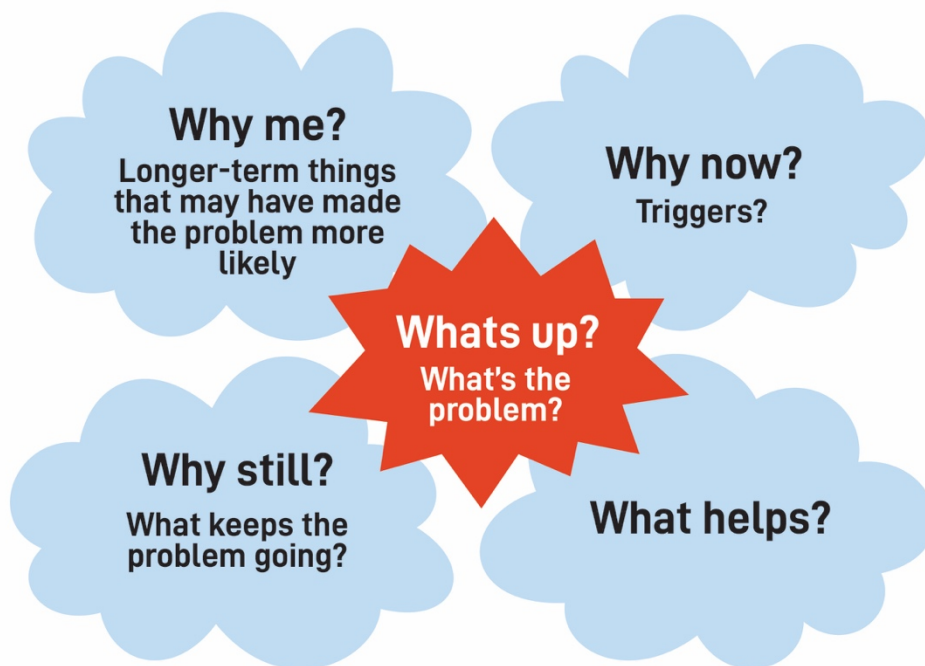 Why me?
Longer-term things
that may have made
the problem more
likely
Why now?
Triggers?
Whats up?
What's the
problem?
Why still?
What keeps the
problem going?
What helps?